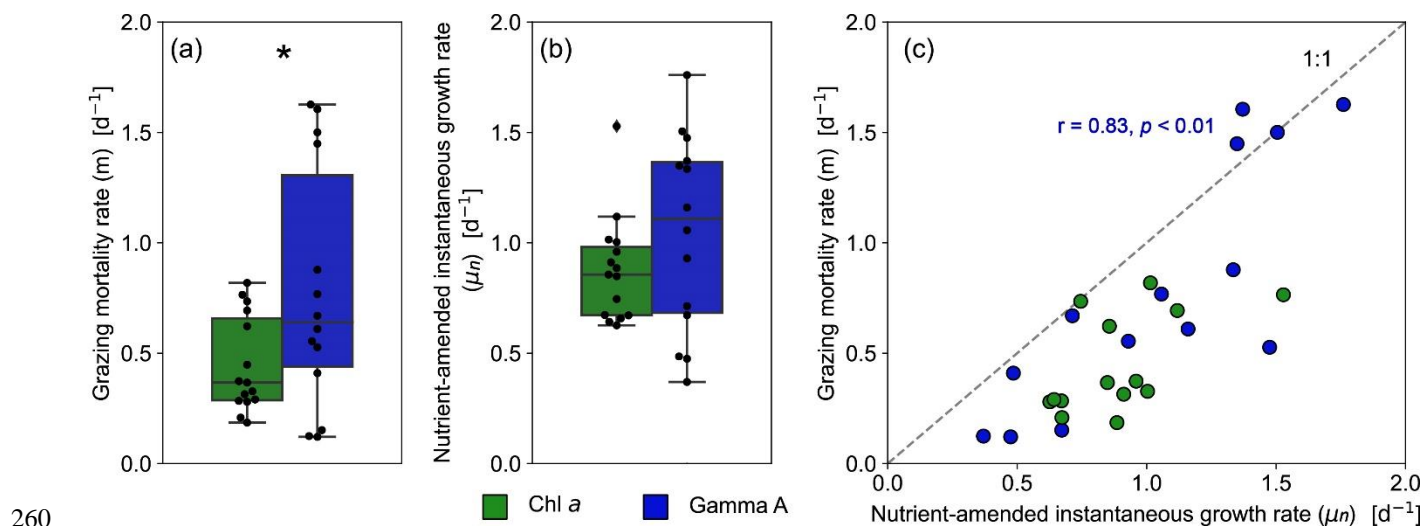 (a)
*
Grazing mortality rate (m) [d⁻¹]
2.0
1.5
1.0
0.5
0.0
(b)
Nutrient-amended instantaneous growth rate
(μn) [d⁻¹]
2.0
1.5
1.0
0.5
0.0
(c)
1:1
r = 0.83, p < 0.01
Grazing mortality rate (m) [d⁻¹]
2.0
1.5
1.0
0.5
0.0
0.0 0.5 1.0 1.5 2.0
Nutrient-amended instantaneous growth rate (μn) [d⁻¹]
Chl a Gamma A
260